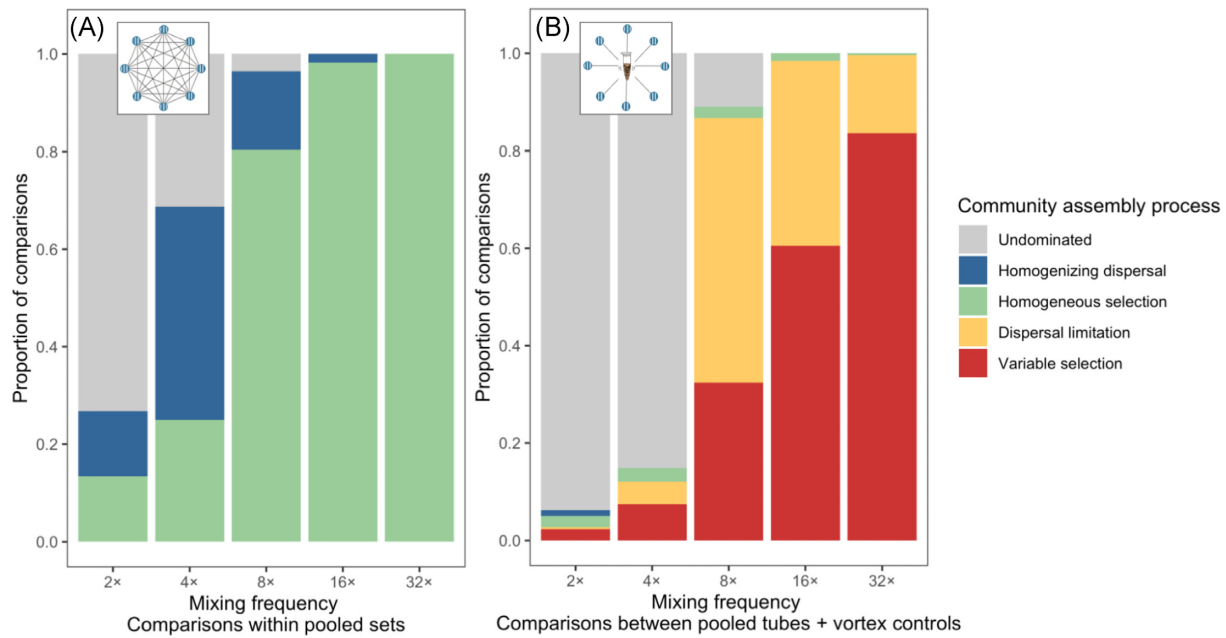 (A)
Proportion of comparisons
1.0
0.8
0.6
0.4
0.2
0.0
2× 4× 8× 16× 32×
Mixing frequency
Comparisons within pooled sets
(B)
Proportion of comparisons
1.0
0.8
0.6
0.4
0.2
0.0
2× 4× 8× 16× 32×
Mixing frequency
Comparisons between pooled tubes + vortex controls
Community assembly process
Undominated
Homogenizing dispersal
Homogeneous selection
Dispersal limitation
Variable selection